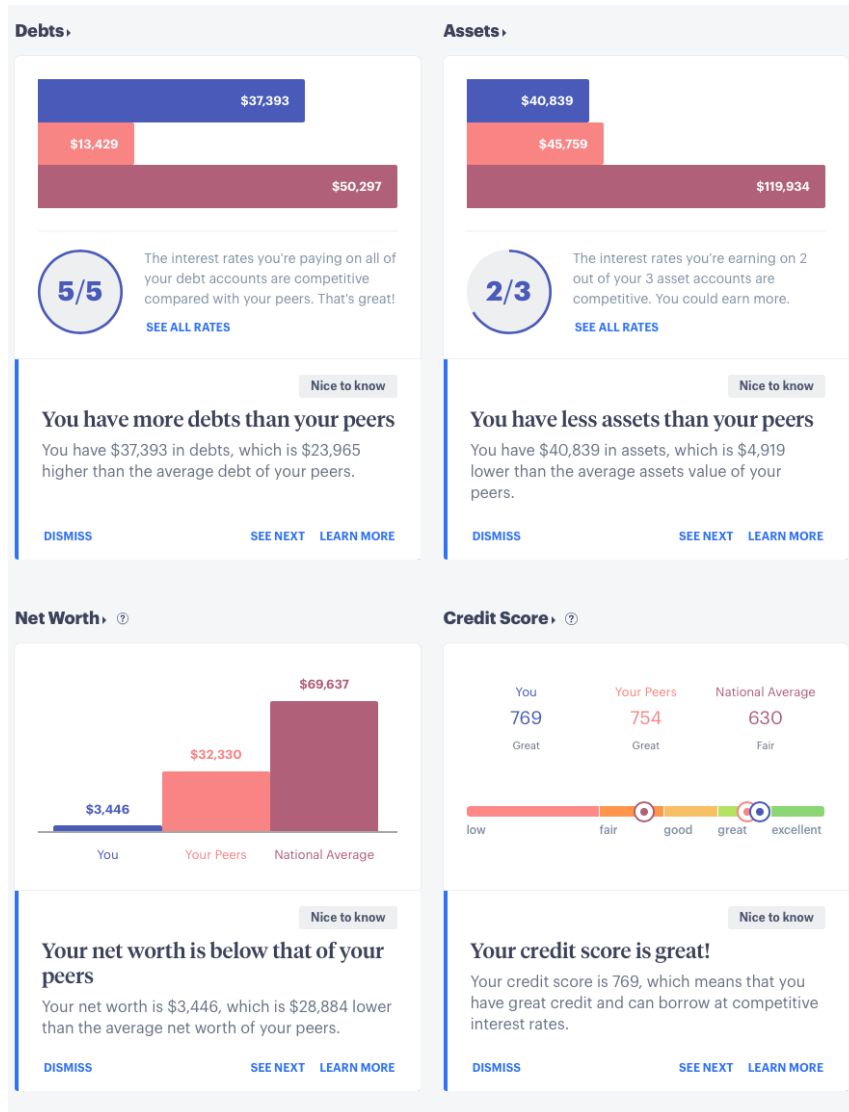 Debts
$37,393
$13,429
$50,297
5/5
The interest rates you're paying on all of
your debt accounts are competitive
compared with your peers. That's great!
SEE ALL RATES
Nice to know
You have more debts than your peers
You have $37,393 in debts, which is $23,965
higher than the average debt of your peers.
DISMISS
SEE NEXT
LEARN MORE
Assets
$40,839
$45,759
$119,934
2/3
The interest rates you're earning on 2
out of your 3 asset accounts are
competitive. You could earn more.
SEE ALL RATES
Nice to know
You have less assets than your peers
You have $40,839 in assets, which is $4,919
lower than the average assets value of your
peers.
DISMISS
SEE NEXT
LEARN MORE
Net Worth ?
$3,446
$32,330
$69,637
You
Your Peers
National Average
Nice to know
Your net worth is below that of your
peers
Your net worth is $3,446, which is $28,884 lower
than the average net worth of your peers.
DISMISS
SEE NEXT
LEARN MORE
Credit Score ?
You
769
Great
Your Peers
754
Great
National Average
630
Fair
low
fair
good
great
excellent
Nice to know
Your credit score is great!
Your credit score is 769, which means that you
have great credit and can borrow at competitive
interest rates.
DISMISS
SEE NEXT
LEARN MORE